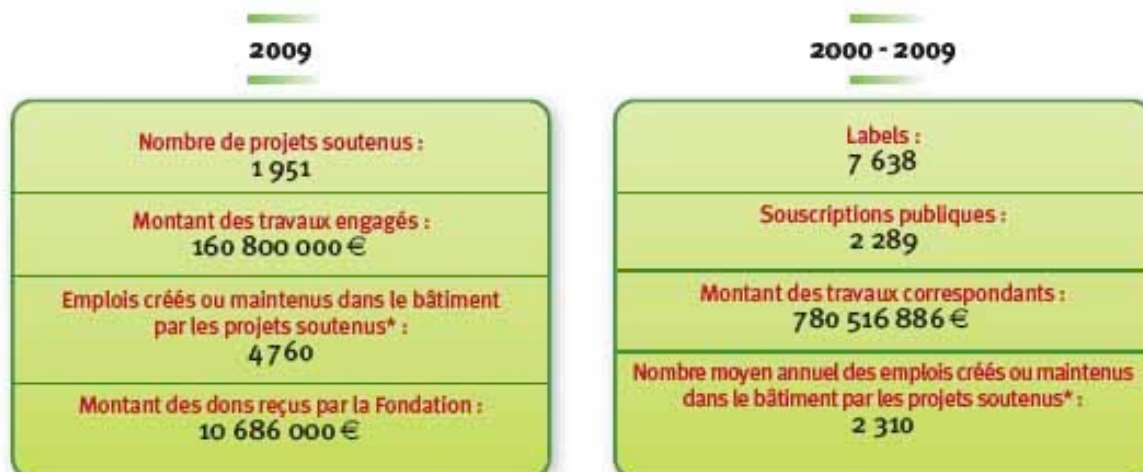 2009
Nombre de projets soutenus :
1 951
Montant des travaux engagés :
160 800 000 €
Emplois créés ou maintenus dans le bâtiment
par les projets soutenus* :
4 760
Montant des dons reçus par la Fondation :
10 686 000 €
2000 - 2009
Labels :
7 638
Souscriptions publiques :
2 289
Montant des travaux correspondants :
780 516 886 €
Nombre moyen annuel des emplois créés ou maintenus
dans le bâtiment par les projets soutenus* :
2 310